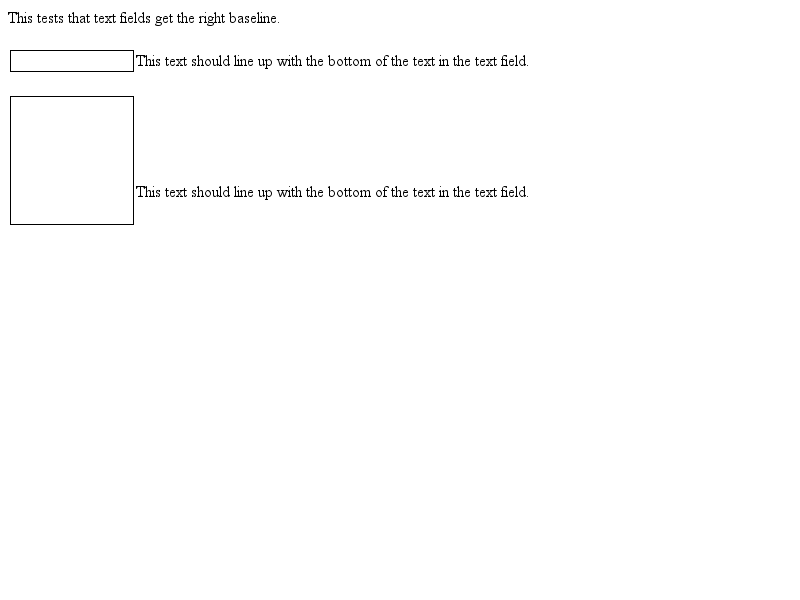 This tests that text fields get the right baseline.
This text should line up with the bottom of the text in the text field.
This text should line up with the bottom of the text in the text field.